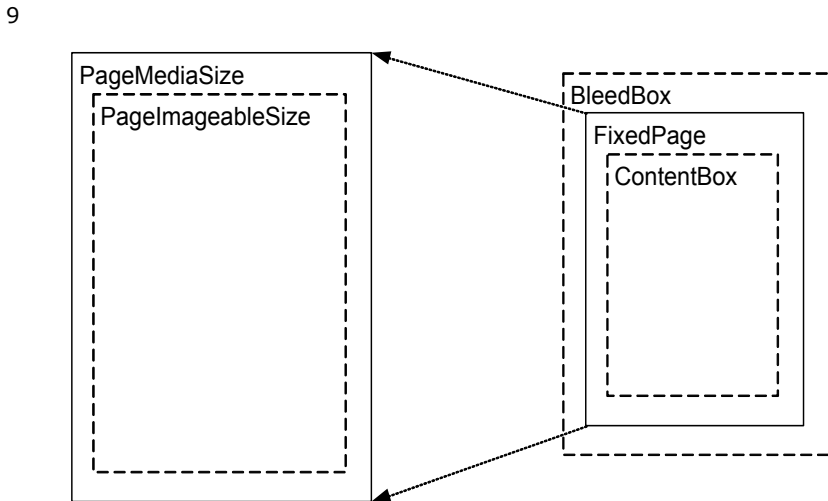 9
PageMediaSize
PageImageableSize
BleedBox
FixedPage
ContentBox